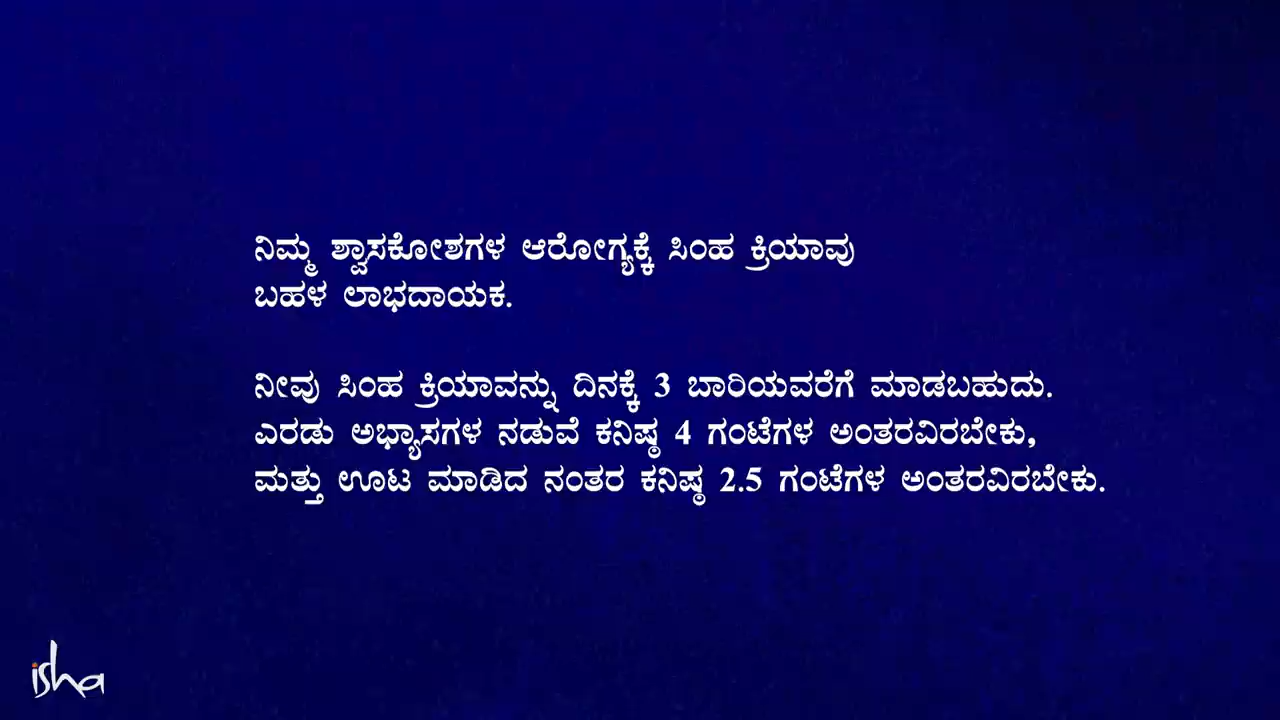 ನಿಮ್ಮ ಶ್ವಾಸಕೋಶಗಳ ಆರೋಗ್ಯಕ್ಕೆ ಸಿಂಹ ಕ್ರಿಯಾವು
ಬಹಳ ಲಾಭದಾಯಕ.
ನೀವು ಸಿಂಹ ಕ್ರಿಯಾವನ್ನು ದಿನಕ್ಕೆ 3 ಬಾರಿಯವರೆಗೆ ಮಾಡಬಹುದು.
ಎರಡು ಅಭ್ಯಾಸಗಳ ನಡುವೆ ಕನಿಷ್ಠ 4 ಗಂಟೆಗಳ ಅಂತರವಿರಬೇಕು,
ಮತ್ತು ಊಟ ಮಾಡಿದ ನಂತರ ಕನಿಷ್ಠ 2.5 ಗಂಟೆಗಳ ಅಂತರವಿರಬೇಕು.
isha